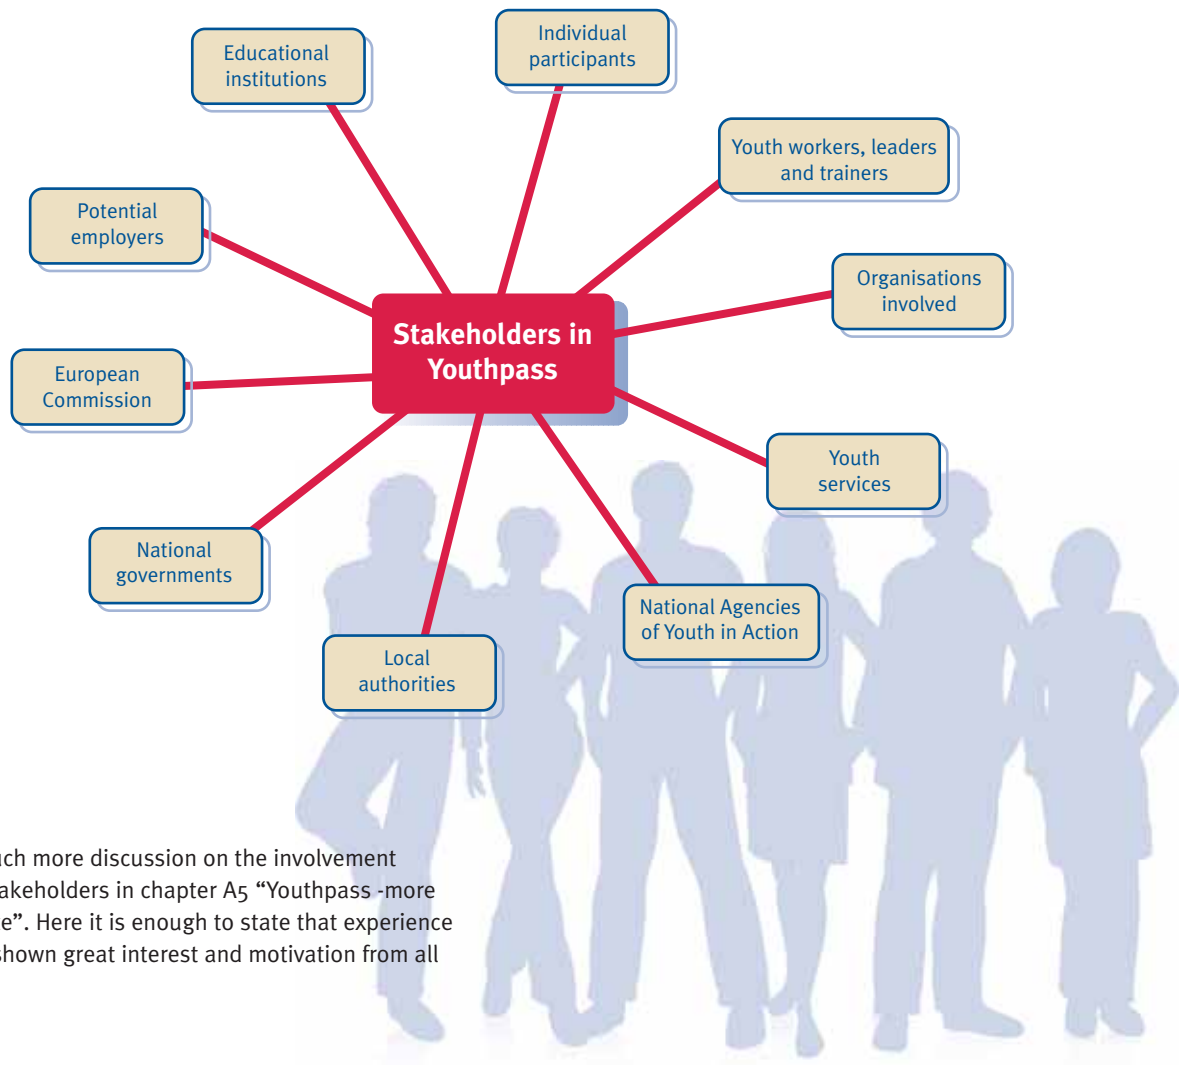 Individual
participants
Educational
institutions
Youth workers, leaders
and trainers
Potential
employers
Organisations
involved
Stakeholders in
Youthpass
European
Commission
Youth
services
National
governments
National Agencies
of Youth in Action
Local
authorities
more discussion on the involvement
in chapter A5 “Youthpass -more
”. Here it is enough to state that experience
shown great interest and motivation from all